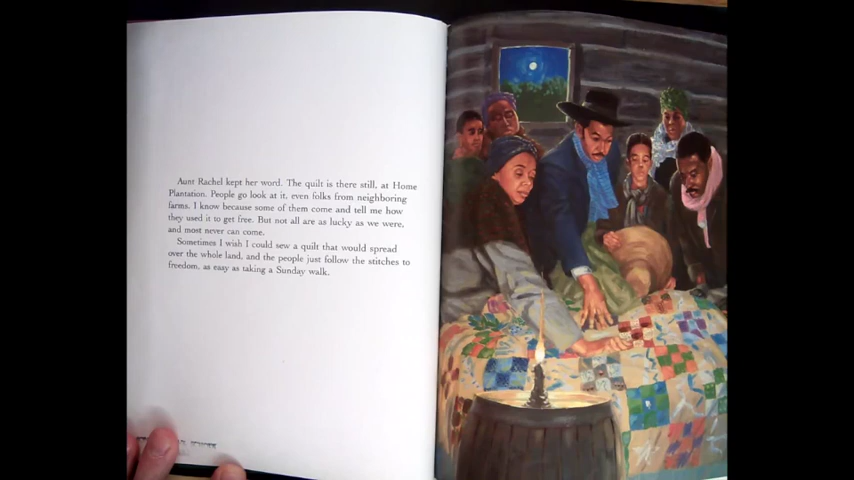 Aunt Rachel kept her word. The quilt is there still, at Home
Plantation. People go look at it, even folks from neighboring
farms. I know because some of them come and tell me how
they used it to get free. But not all are as lucky as we were,
and most never can come.
Sometimes I wish I could sew a quilt that would spread
over the whole land, and the people just follow the stitches to
freedom, as easy as taking a Sunday walk.